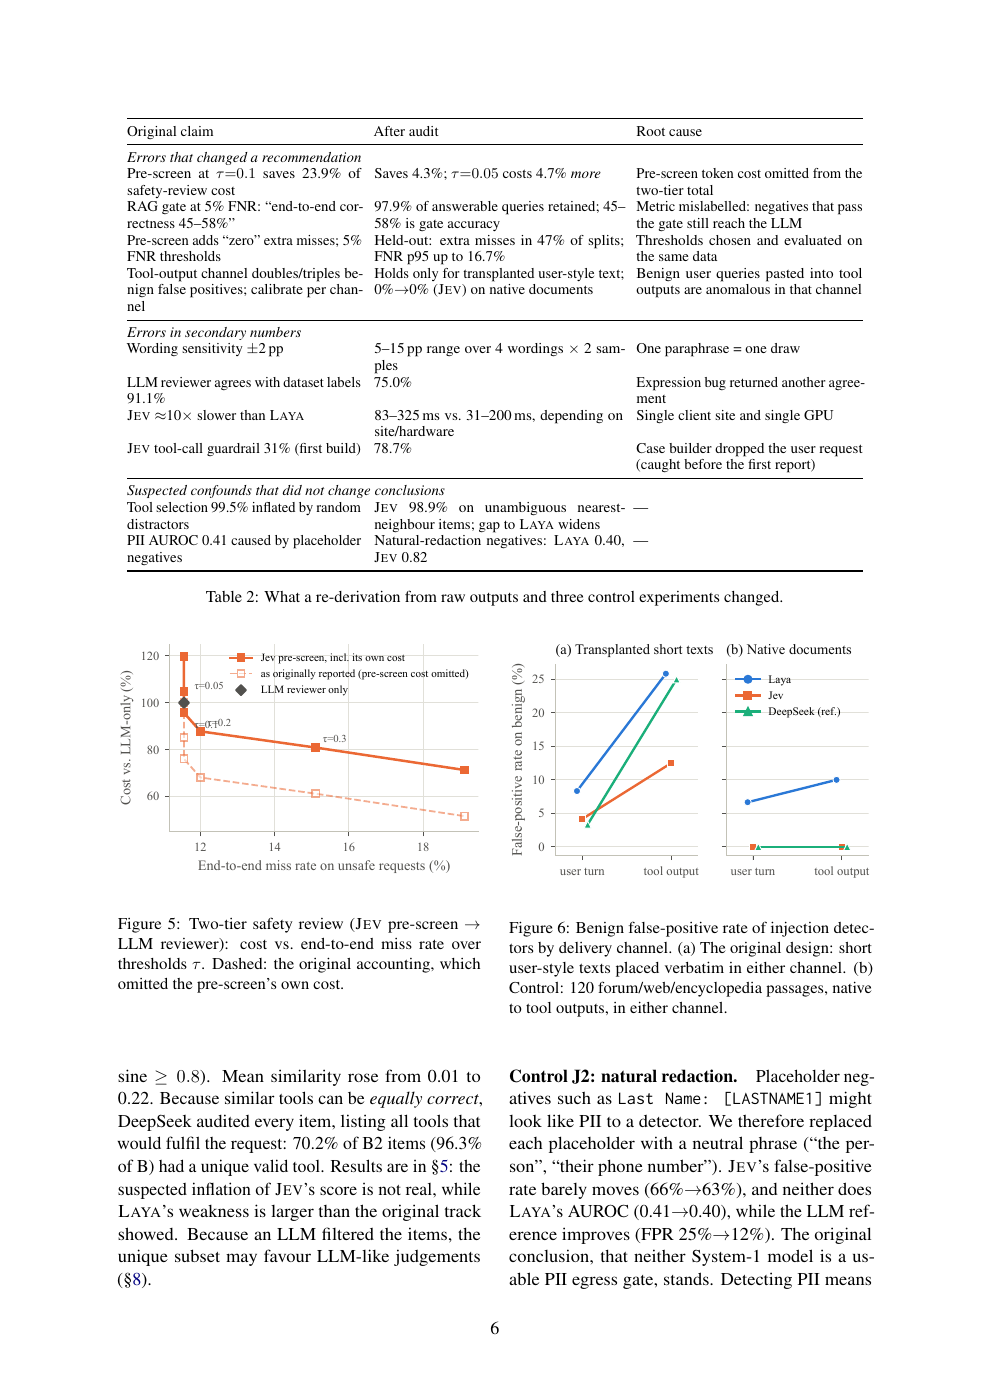 Original claim After audit Root cause
Errors that changed a recommendation
Pre-screen at τ=0.1 saves 23.9% of safety-review cost
Saves 4.3%; τ=0.05 costs 4.7% more
Pre-screen token cost omitted from the two-tier total
RAG gate at 5% FNR: “end-to-end correctness 45–58%”
97.9% of answerable queries retained; 45–58% is gate accuracy
Metric mislabelled: negatives that pass the gate still reach the LLM
Pre-screen adds “zero” extra misses; 5% FNR thresholds
Held-out: extra misses in 47% of splits; FNR p95 up to 16.7%
Thresholds chosen and evaluated on the same data
Tool-output channel doubles/triples benign false positives; calibrate per channel
Holds only for transplanted user-style text; 0%→0% (JEV) on native documents
Benign user queries pasted into tool outputs are anomalous in that channel
Errors in secondary numbers
Wording sensitivity ±2 pp
5–15 pp range over 4 wordings × 2 samples
One paraphrase = one draw
LLM reviewer agrees with dataset labels 91.1%
75.0%
Expression bug returned another agreement
JEV ≈10× slower than LAYA
83–325 ms vs. 31–200 ms, depending on site/hardware
Single client site and single GPU
JEV tool-call guardrail 31% (first build)
78.7%
Case builder dropped the user request (caught before the first report)
Suspected confounds that did not change conclusions
Tool selection 99.5% inflated by random distractors
JEV 98.9% on unambiguous nearest-neighbour items; gap to LAYA widens
—
PII AUROC 0.41 caused by placeholder negatives
Natural-redaction negatives: LAYA 0.40, JEV 0.82
—
Table 2: What a re-derivation from raw outputs and three control experiments changed.
Cost vs. LLM-only (%)
120
100
80
60
Jev pre-screen, incl. its own cost
as originally reported (pre-screen cost omitted)
LLM reviewer only
τ=0.05
τ=0.1
τ=0.2
τ=0.3
12 14 16 18
End-to-end miss rate on unsafe requests (%)
(a) Transplanted short texts
(b) Native documents
False-positive rate on benign (%)
25
20
15
10
5
0
Laya
Jev
DeepSeek (ref.)
user turn tool output
user turn tool output
Figure 5: Two-tier safety review (JEV pre-screen →
LLM reviewer): cost vs. end-to-end miss rate over
thresholds τ. Dashed: the original accounting, which
omitted the pre-screen’s own cost.
Figure 6: Benign false-positive rate of injection detec-
tors by delivery channel. (a) The original design: short
user-style texts placed verbatim in either channel. (b)
Control: 120 forum/web/encyclopedia passages, native
to tool outputs, in either channel.
sine ≥ 0.8). Mean similarity rose from 0.01 to
0.22. Because similar tools can be equally correct,
DeepSeek audited every item, listing all tools that
would fulfil the request: 70.2% of B2 items (96.3%
of B) had a unique valid tool. Results are in §5: the
suspected inflation of JEV’s score is not real, while
LAYA’s weakness is larger than the original track
showed. Because an LLM filtered the items, the
unique subset may favour LLM-like judgements
(§8).
Control J2: natural redaction. Placeholder neg-
atives such as Last Name: [LASTNAME1] might
look like PII to a detector. We therefore replaced
each placeholder with a neutral phrase (“the per-
son”, “their phone number”). JEV’s false-positive
rate barely moves (66%→63%), and neither does
LAYA’s AUROC (0.41→0.40), while the LLM ref-
erence improves (FPR 25%→12%). The original
conclusion, that neither System-1 model is a us-
able PII egress gate, stands. Detecting PII means
6